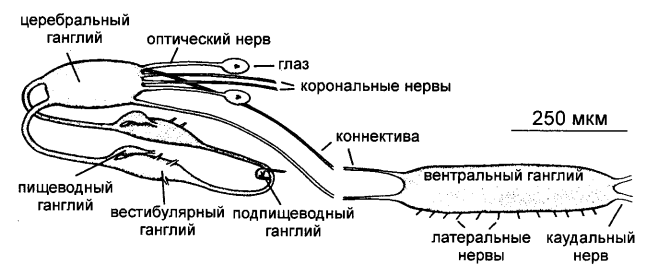 церебральный
ганглий
оптический нерв
глаз
корональные нервы
250 мкм
коннектива
вентральный ганглий
пищеводный
ганглий
вестибулярный
ганглий
подпищеводный
ганглий
латеральные
нервы
каудальный
нерв